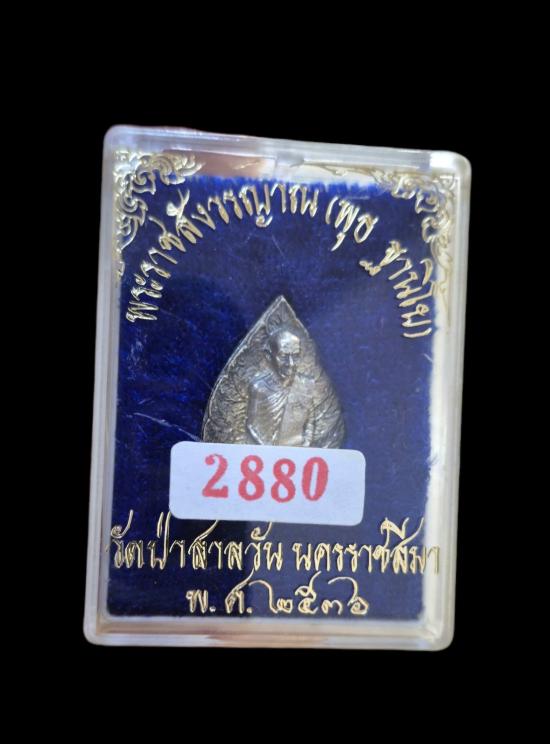 พระราชสังวรญาณ (พุธ ฐานิโย)
2880
วัดป่าสาลวัน นครราชสีมา
พ.ศ. ๒๕๓๖